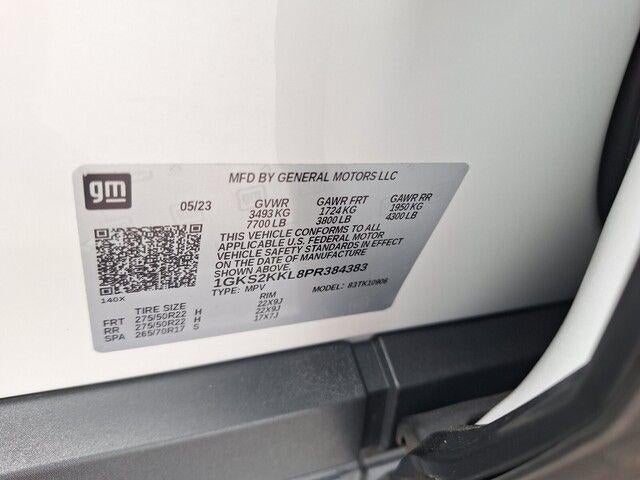 gm
MFD BY GENERAL MOTORS LLC
05/23 GVWR GAWR FRT GAWR RR
3493 KG 1724 KG 1950 KG
7700 LB 3800 LB 4300 LB
THIS VEHICLE CONFORMS TO ALL
APPLICABLE U.S. FEDERAL MOTOR
VEHICLE SAFETY STANDARDS IN EFFECT
ON THE DATE OF MANUFACTURE
SHOWN ABOVE.
1GKS2KKL8PR384383
TYPE: MPV MODEL: 83TK10906
140X
TIRE SIZE RIM
FRT 275/50R22 H 22X9J
RR 275/50R22 H 22X9J
SPA 265/70R17 S 17X7J